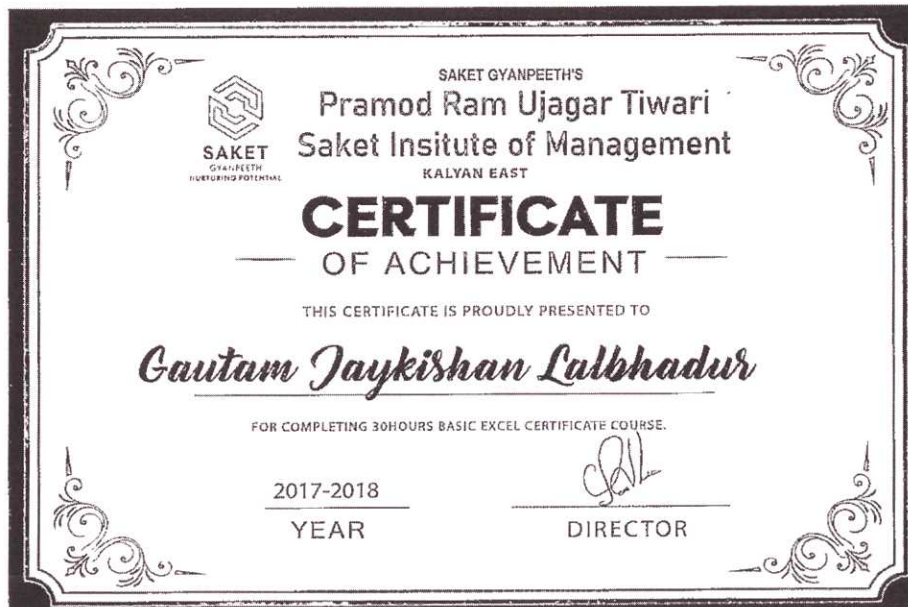 SAKET GYANPEETH'S
Pramod Ram Ujagar Tiwari
Saket Insitute of Management
KALYAN EAST
SAKET
GYANPEETH
NURTURING POTENTIAL
CERTIFICATE
OF ACHIEVEMENT
THIS CERTIFICATE IS PROUDLY PRESENTED TO
Gautam Jaykishan Lalbhadur
FOR COMPLETING 30HOURS BASIC EXCEL CERTIFICATE COURSE.
2017-2018
YEAR
DIRECTOR